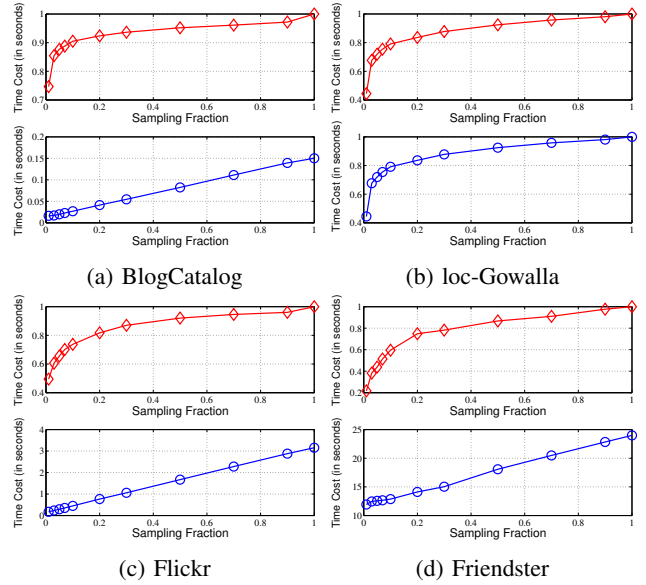 Time Cost (in seconds)
1
0.9
0.8
0.7
0 0.2 0.4 0.6 0.8 1
Sampling Fraction
Time Cost (in seconds)
0.2
0.15
0.1
0.05
0
0 0.2 0.4 0.6 0.8 1
Sampling Fraction
(a) BlogCatalog
Time Cost (in seconds)
1
0.8
0.6
0.4
0 0.2 0.4 0.6 0.8 1
Sampling Fraction
Time Cost (in seconds)
1
0.8
0.6
0.4
0 0.2 0.4 0.6 0.8 1
Sampling Fraction
(b) loc-Gowalla
Time Cost (in seconds)
1
0.8
0.6
0.4
0 0.2 0.4 0.6 0.8 1
Sampling Fraction
Time Cost (in seconds)
4
3
2
1
0
0 0.2 0.4 0.6 0.8 1
Sampling Fraction
(c) Flickr
Time Cost (in seconds)
1
0.8
0.6
0.4
0.2
0 0.2 0.4 0.6 0.8 1
Sampling Fraction
Time Cost (in seconds)
25
20
15
10
0 0.2 0.4 0.6 0.8 1
Sampling Fraction
(d) Friendster